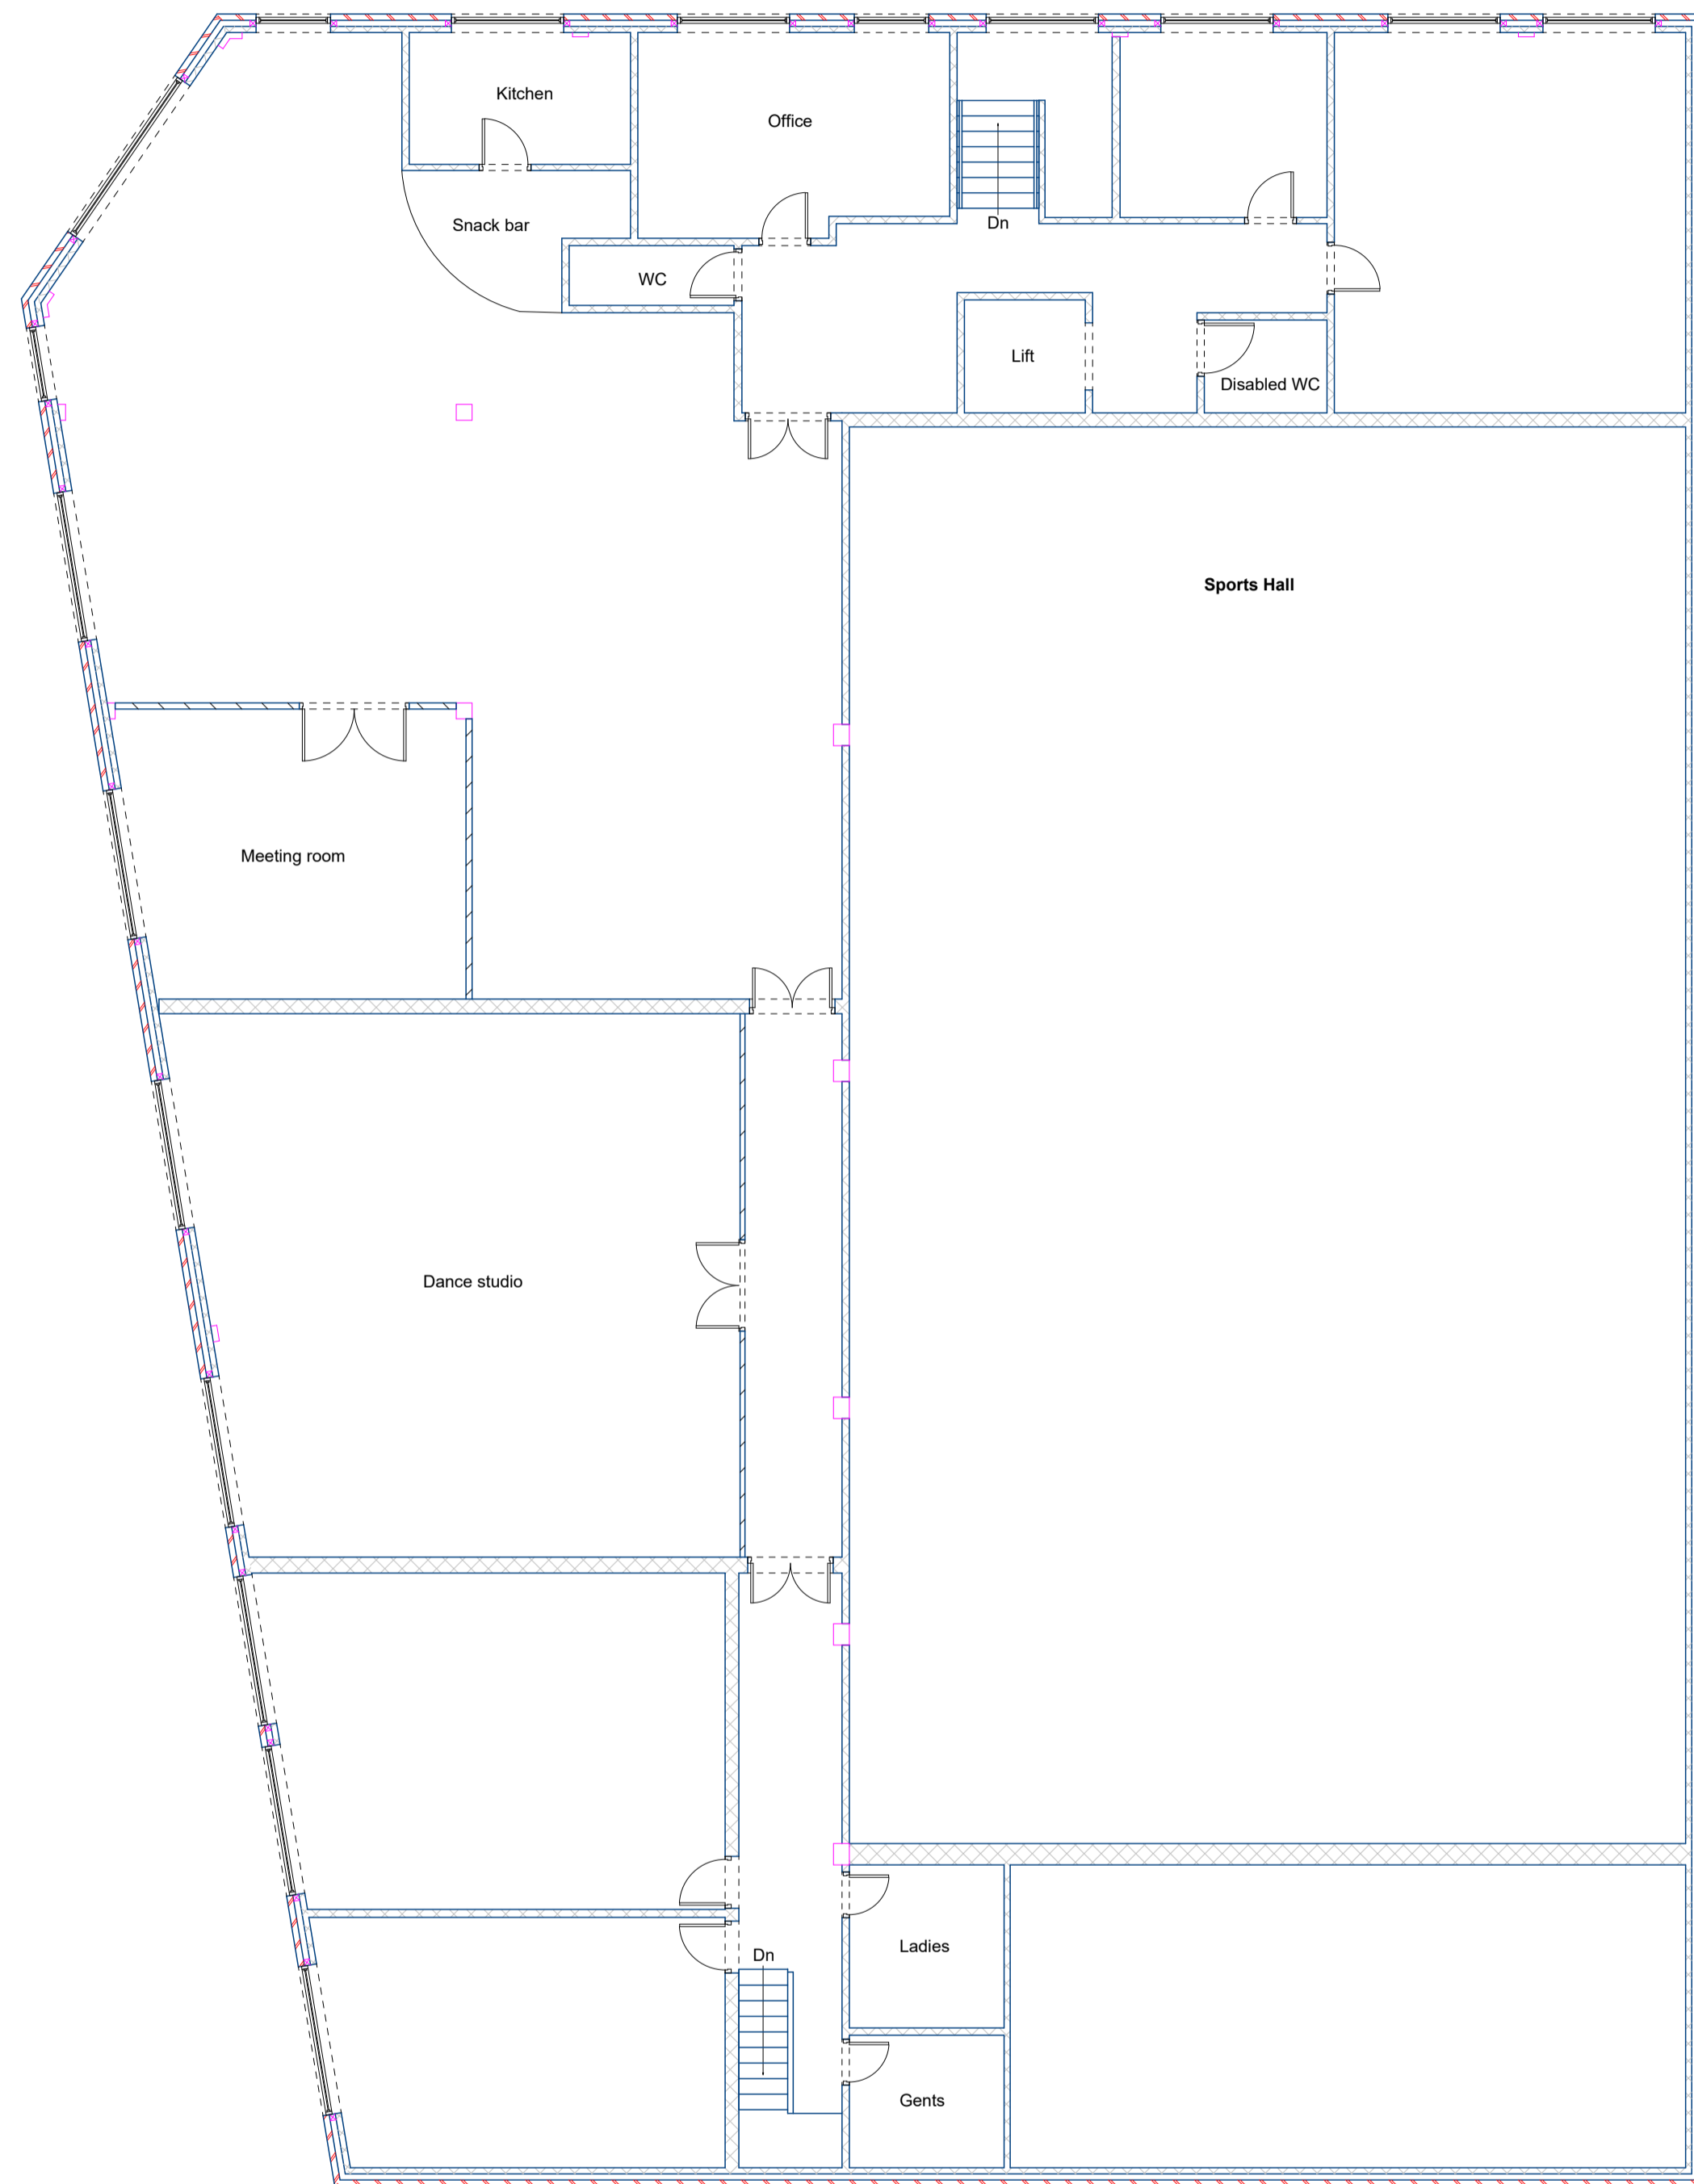 Kitchen
Office
Snack bar
Dn
WC
Lift
Disabled WC
Sports Hall
Meeting room
Dance studio
Ladies
Dn
Gents